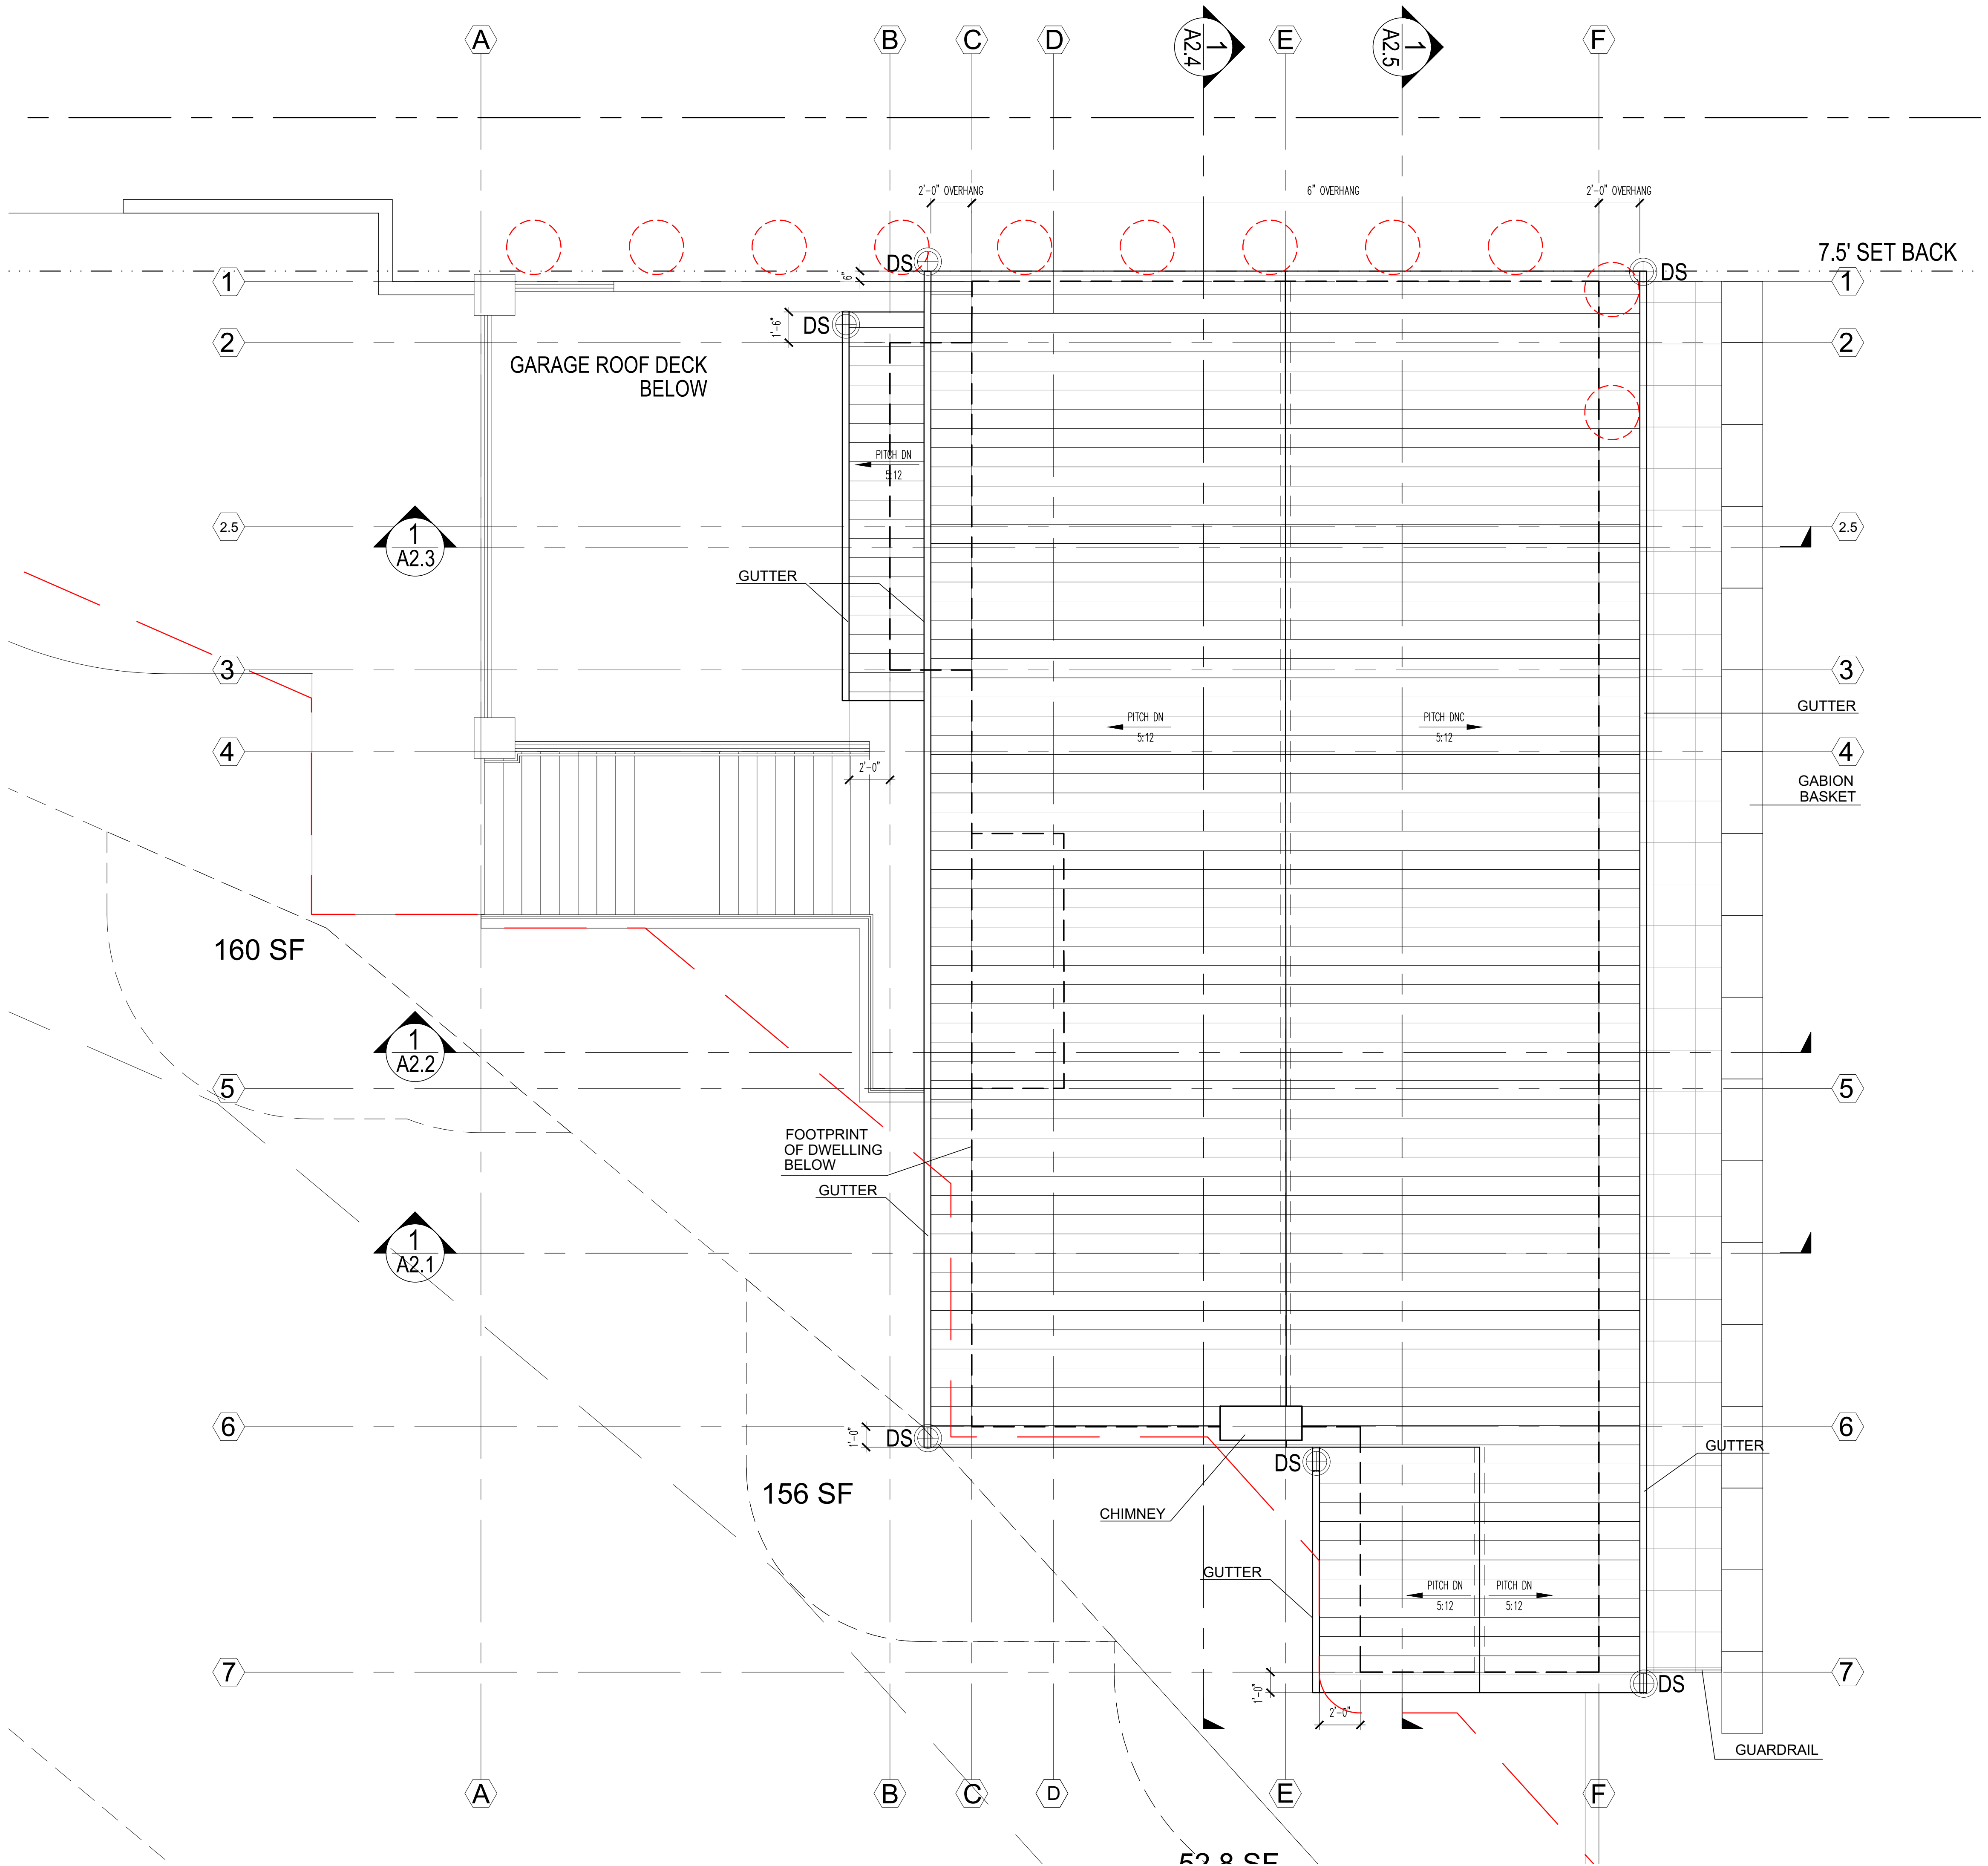 A
B
C
D
1
A2.4
E
1
A2.5
F
2'-0" OVERHANG
6" OVERHANG
2'-0" OVERHANG
7.5' SET BACK
DS
DS
1
6"
1
DS
1'-6"
2
2
GARAGE ROOF DECK
BELOW
PITCH DN
5:12
2.5
2.5
1
A2.3
GUTTER
3
3
GUTTER
PITCH DN
5:12
PITCH DNC
5:12
4
4
2'-0"
GABION
BASKET
160 SF
1
A2.2
5
5
FOOTPRINT
OF DWELLING
BELOW
GUTTER
1
A2.1
6
6
DS
1'-0"
GUTTER
DS
156 SF
CHIMNEY
GUTTER
PITCH DN
5:12
PITCH DN
5:12
7
7
DS
1'-0"
2'-0"
GUARDRAIL
A
B
C
D
E
F
52.8 SF